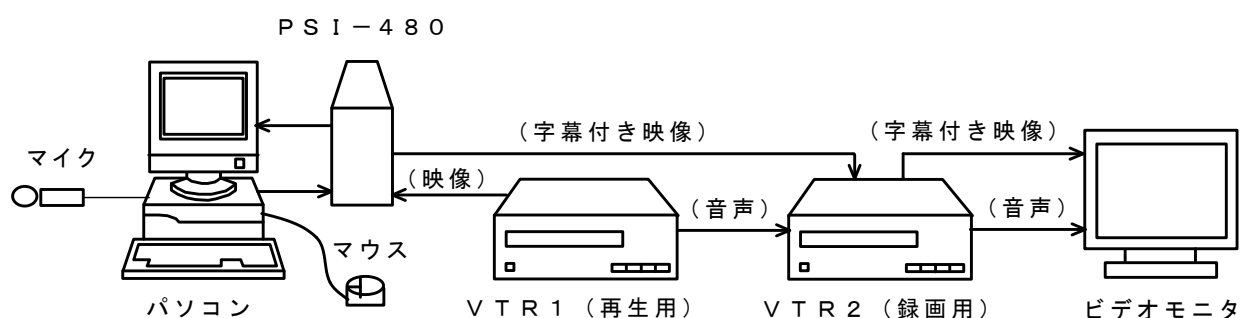 ＰＳＩ－４８０
（字幕付き映像）
（字幕付き映像）
マイク
（映像）
（音声）
（音声）
マウス
パソコン
ＶＴＲ１（再生用）
ＶＴＲ２（録画用）
ビデオモニタ